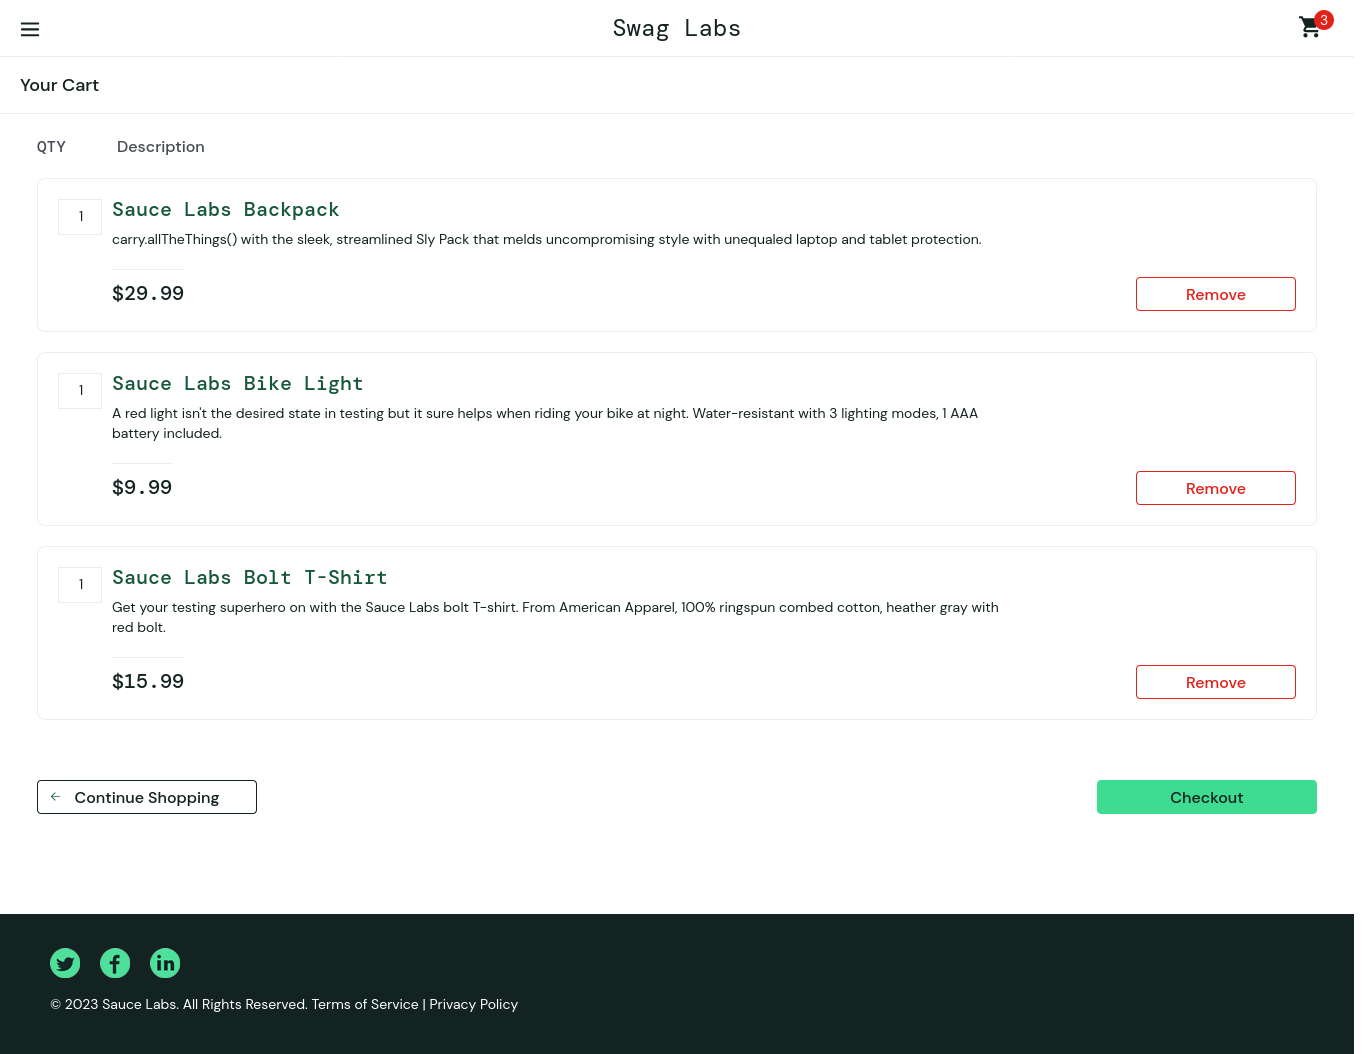 Swag Labs
3
Your Cart
QTY
Description
1
Sauce Labs Backpack
carry.allTheThings() with the sleek, streamlined Sly Pack that melds uncompromising style with unequaled laptop and tablet protection.
$29.99
Remove
1
Sauce Labs Bike Light
A red light isn't the desired state in testing but it sure helps when riding your bike at night. Water-resistant with 3 lighting modes, 1 AAA
battery included.
$9.99
Remove
1
Sauce Labs Bolt T-Shirt
Get your testing superhero on with the Sauce Labs bolt T-shirt. From American Apparel, 100% ringspun combed cotton, heather gray with
red bolt.
$15.99
Remove
Continue Shopping
Checkout
© 2023 Sauce Labs. All Rights Reserved. Terms of Service | Privacy Policy